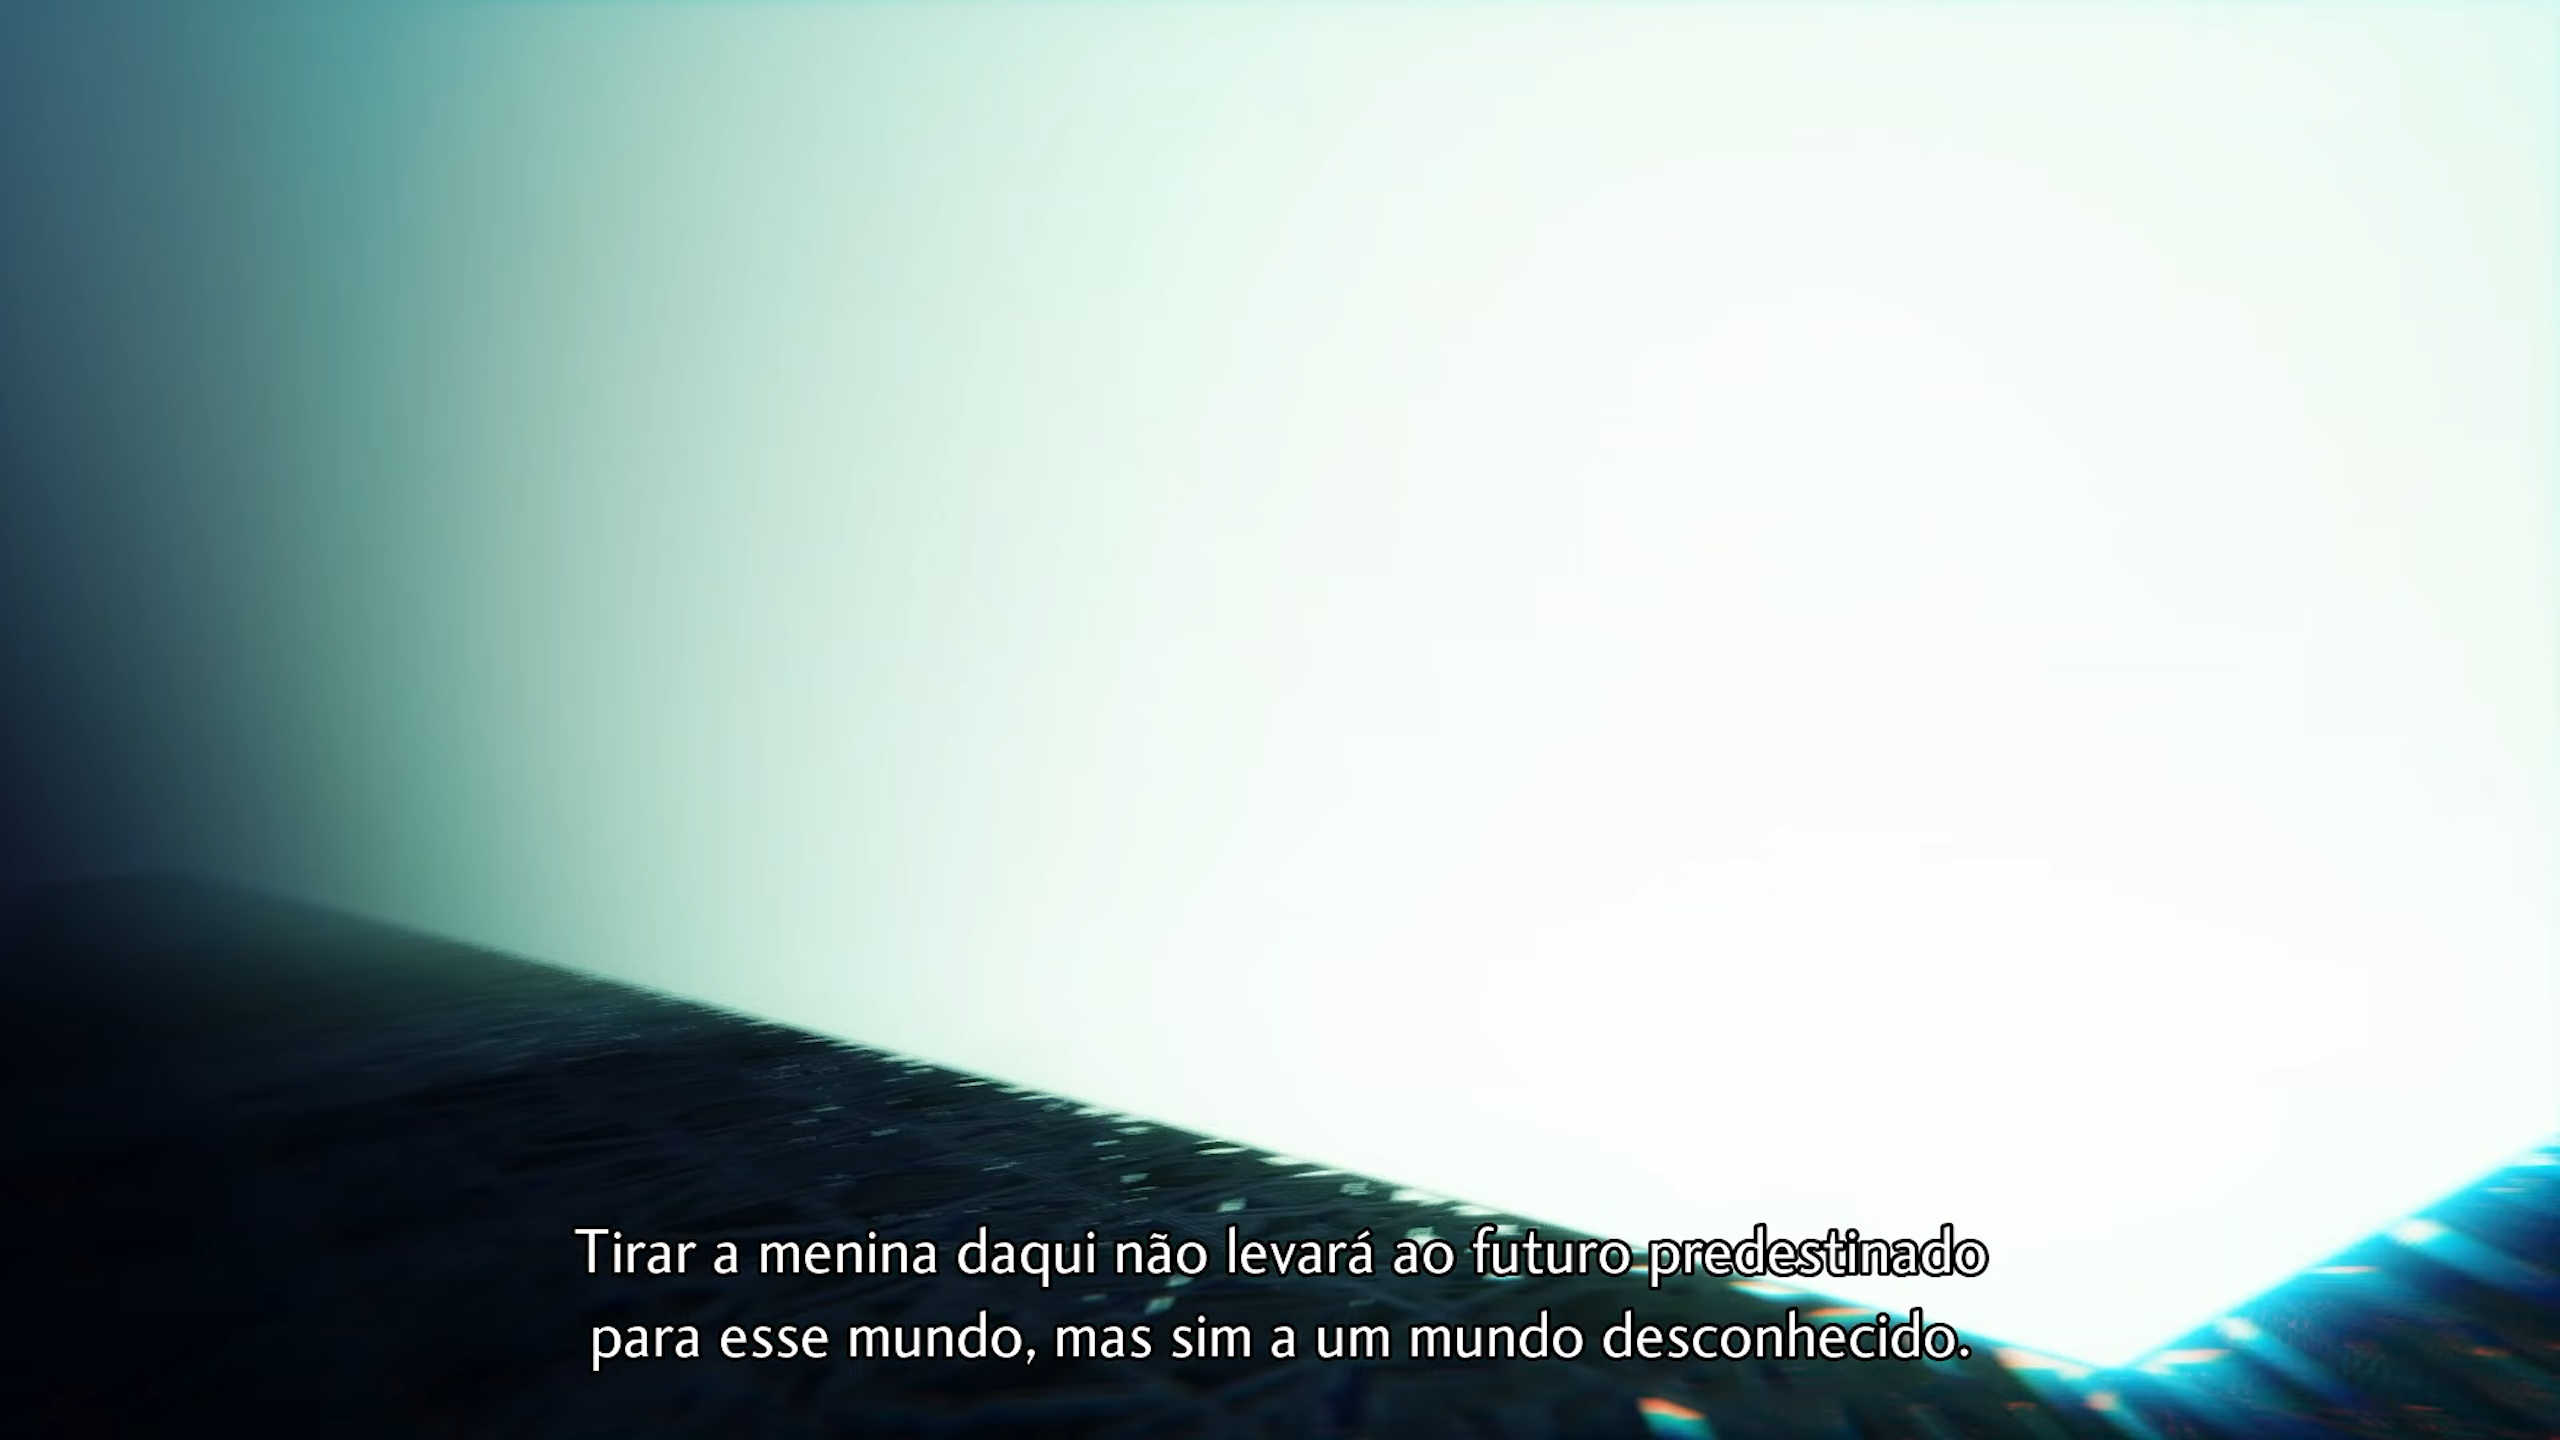 Tirar a menina daqui não levará ao futuro predestinado
para esse mundo, mas sim a um mundo desconhecido.